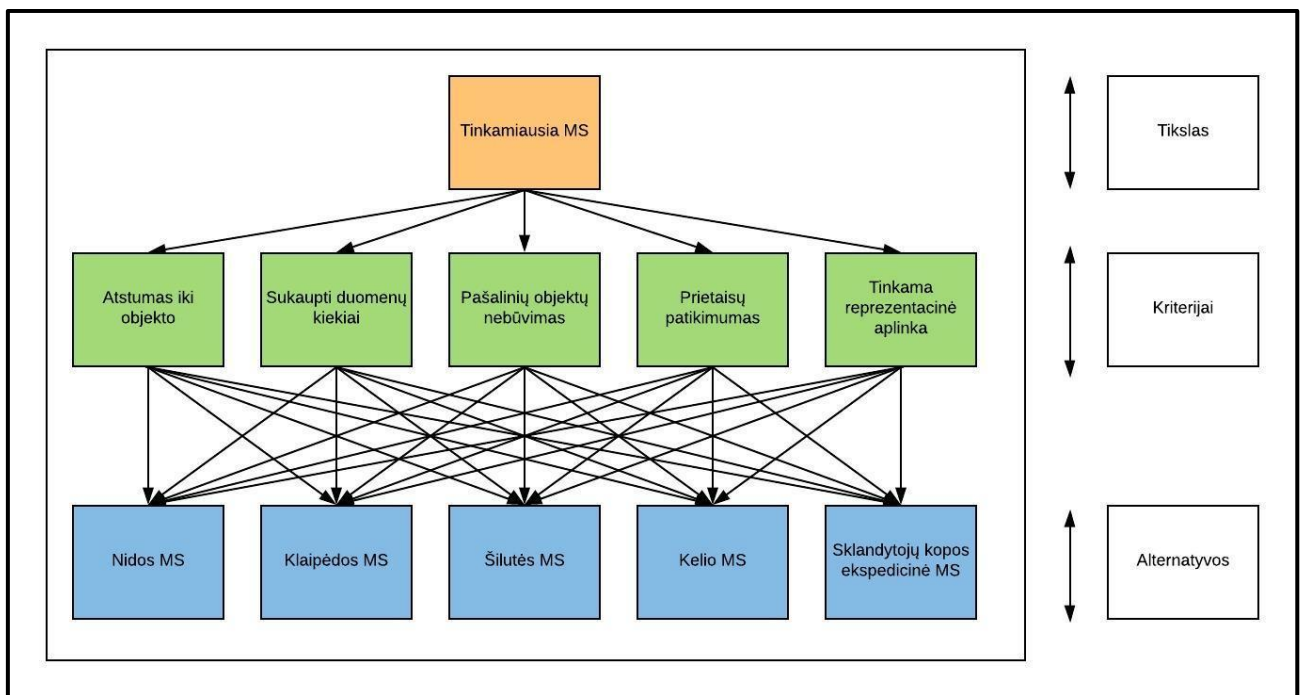 Tinkamiausia MS
Tikslas
Atstumas iki
objekto
Sukaupti duomenų
kiekiai
Pašalinių objektų
nebūvimas
Prietaisų
patikimumas
Tinkama
reprezentacinė
aplinka
Kriterijai
Nidos MS
Klaipėdos MS
Šilutės MS
Kelio MS
Sklandytojų kopos
ekspedicinė MS
Alternatyvos